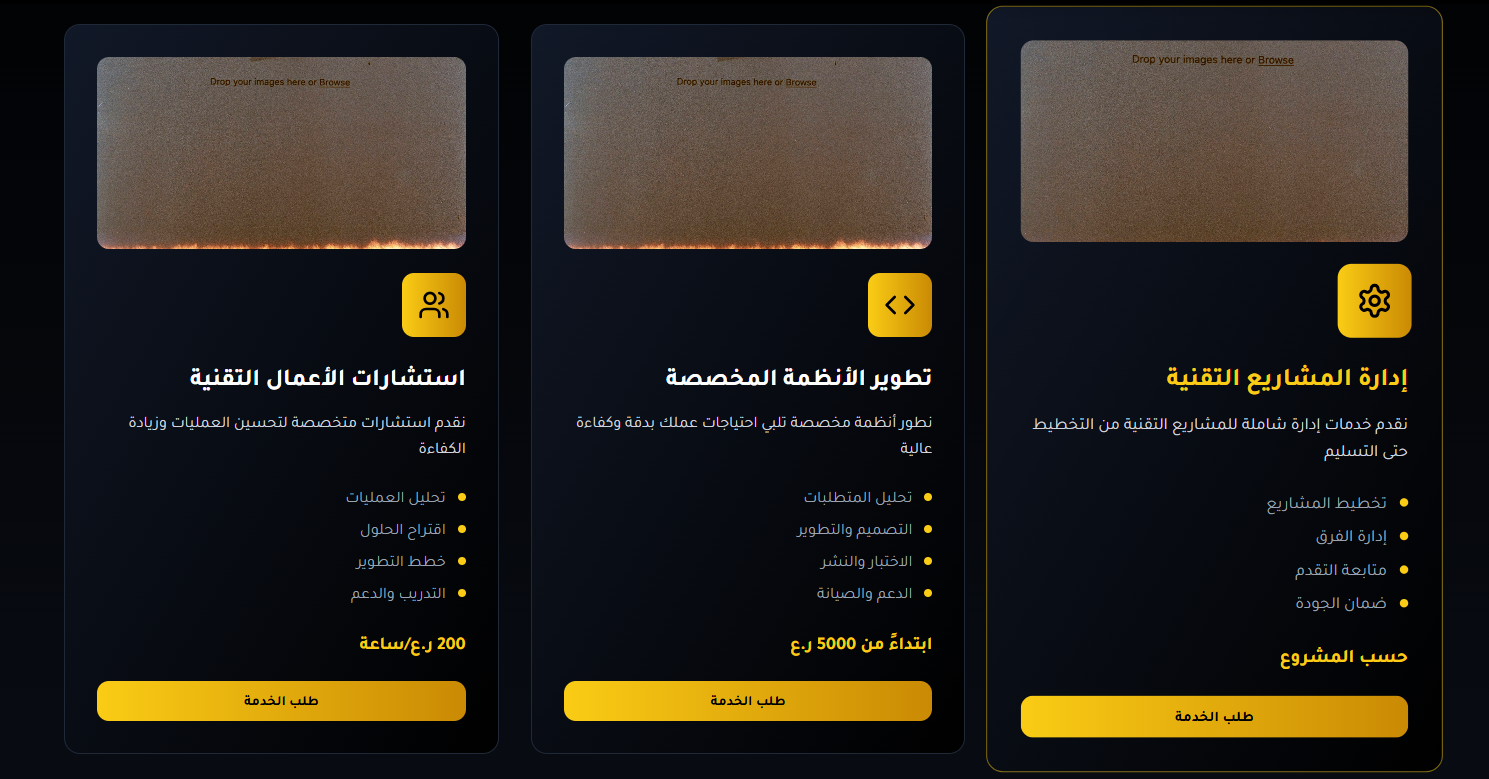 Drop your images here or Browse
إدارة المشاريع التقنية
نقدم خدمات إدارة شاملة للمشاريع التقنية من التخطيط
حتى التسليم
تخطيط المشاريع
إدارة الفرق
متابعة التقدم
ضمان الجودة
حسب المشروع
طلب الخدمة
Drop your images here or Browse
تطوير الأنظمة المخصصة
نطور أنظمة مخصصة تلبي احتياجات عملك بدقة وكفاءة
عالية
تحليل المتطلبات
التصميم والتطوير
الاختبار والنشر
الدعم والصيانة
ابتداءً من 5000 ر.ع
طلب الخدمة
Drop your images here or Browse
استشارات الأعمال التقنية
نقدم استشارات متخصصة لتحسين العمليات وزيادة
الكفاءة
تحليل العمليات
اقتراح الحلول
خطط التطوير
التدريب والدعم
200 ر.ع/ساعة
طلب الخدمة